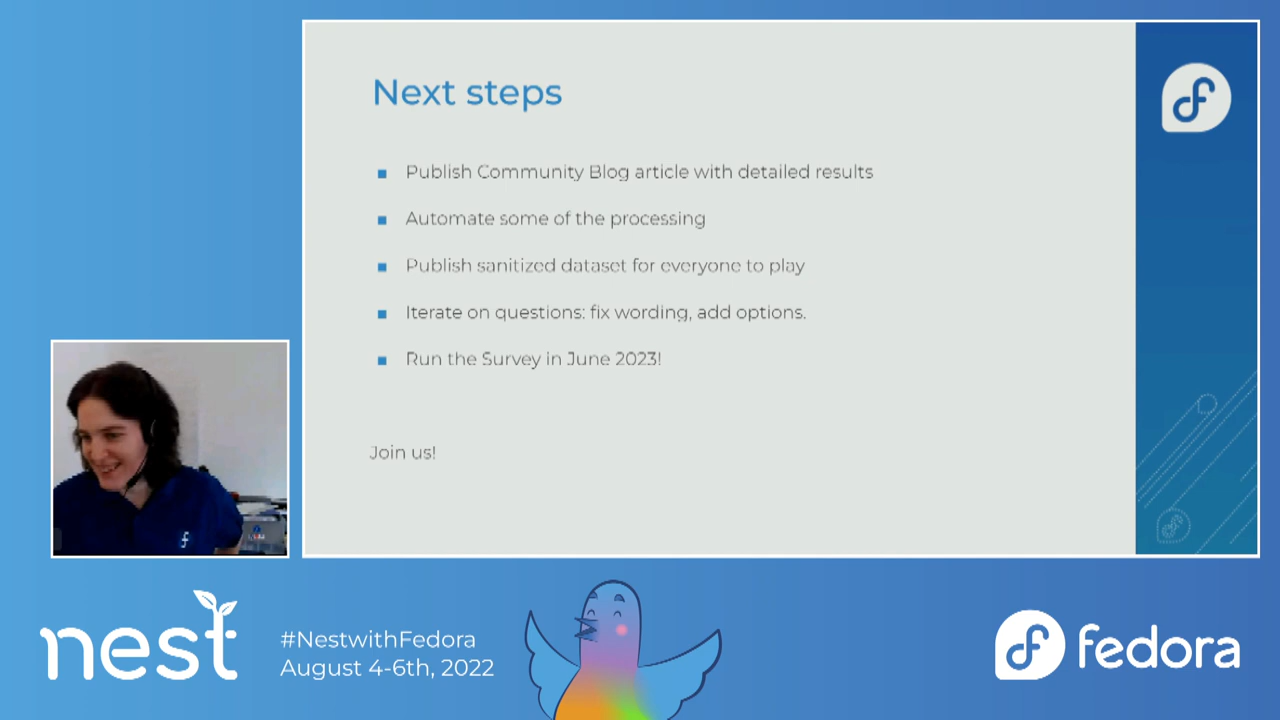 Next steps
Publish Community Blog article with detailed results
Automate some of the processing
Publish sanitized dataset for everyone to play
Iterate on questions: fix wording, add options.
Run the Survey in June 2023!
Join us!
nest
#NestwithFedora
August 4-6th, 2022
fedora